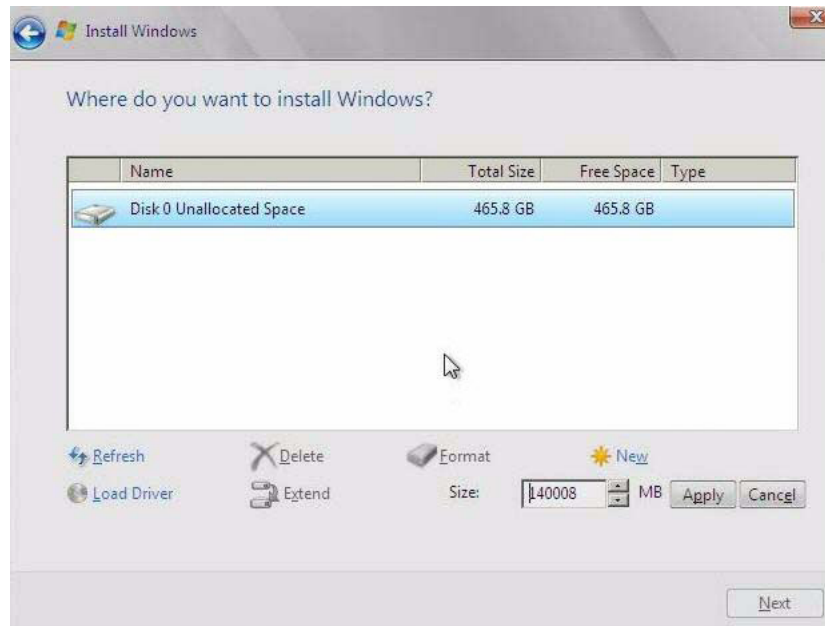 Install Windows
Where do you want to install Windows?
Name Total Size Free Space Type
Disk 0 Unallocated Space 465.8 GB 465.8 GB
Refresh Delete Format New
Load Driver Extend Size: 140008 MB Apply Cancel
Next